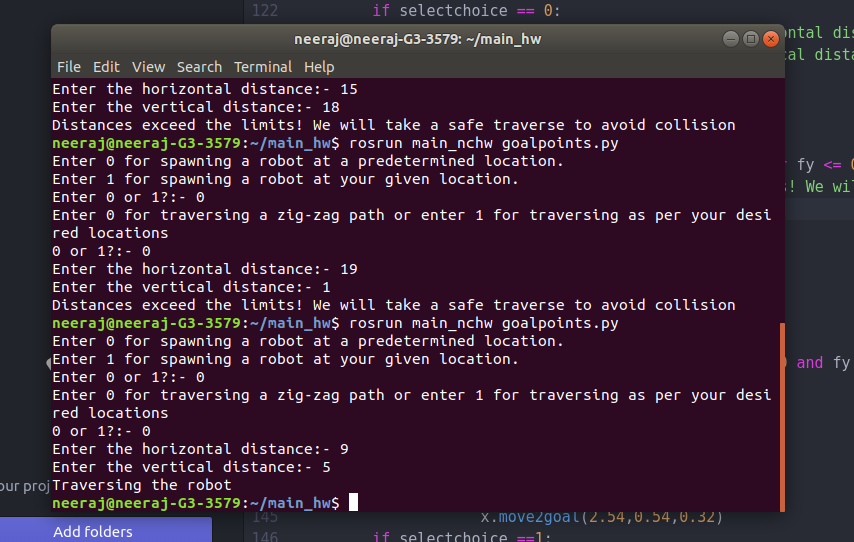 122 if selectchoice == 0:
neeraj@neeraj-G3-3579: ~/main_hw
ontal dis
File Edit View Search Terminal Help
tal dista
Enter the horizontal distance:- 15
Enter the vertical distance:- 18
Distances exceed the limits! We will take a safe traverse to avoid collision
neeraj@neeraj-G3-3579:~/main_hw$ rosrun main_nchw goalpoints.py
Enter 0 for spawning a robot at a predetermined location.
fy <= 0
Enter 1 for spawning a robot at your given location.
! We wil
Enter 0 or 1?:- 0
Enter 0 for traversing a zig-zag path or enter 1 for traversing as per your desi
red locations
0 or 1?:- 0
Enter the horizontal distance:- 19
Enter the vertical distance:- 1
Distances exceed the limits! We will take a safe traverse to avoid collision
neeraj@neeraj-G3-3579:~/main_hw$ rosrun main_nchw goalpoints.py
Enter 0 for spawning a robot at a predetermined location.
Enter 1 for spawning a robot at your given location.
) and fy
Enter 0 or 1?:- 0
Enter 0 for traversing a zig-zag path or enter 1 for traversing as per your desi
red locations
0 or 1?:- 0
Enter the horizontal distance:- 9
Enter the vertical distance:- 5
Traversing the robot
our proj
neeraj@neeraj-G3-3579:~/main_hw$
145 x.move2goal(2.54,0.54,0.32)
Add folders
146 if selectchoice ==1: